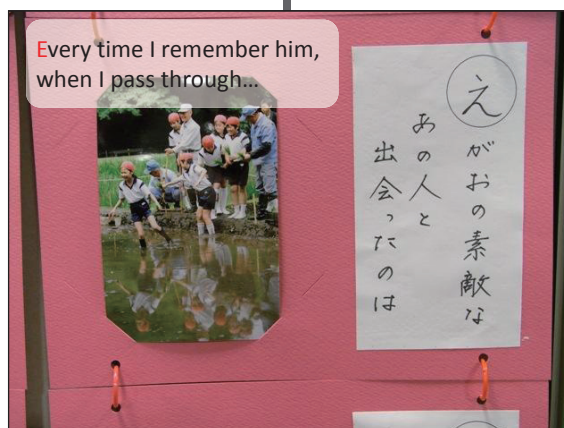 Every time I remember him,
when I pass through...
えがおの素敵な
あの人と
出会ったのは